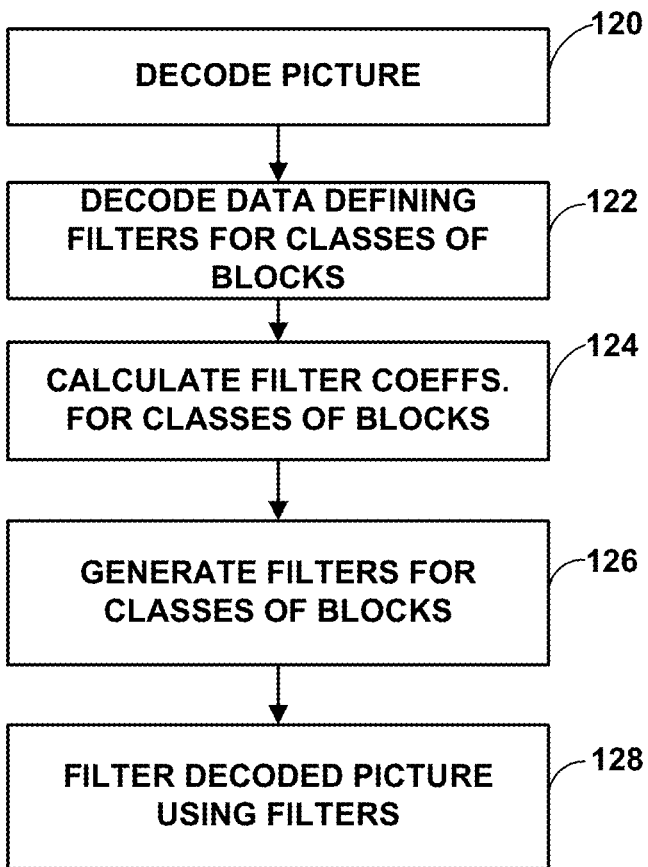 120
DECODE PICTURE
DECODE DATA DEFINING
FILTERS FOR CLASSES OF
BLOCKS
122
CALCULATE FILTER COEFFS.
FOR CLASSES OF BLOCKS
124
GENERATE FILTERS FOR
CLASSES OF BLOCKS
126
FILTER DECODED PICTURE
USING FILTERS
128